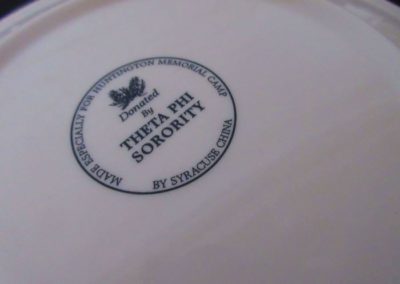 MADE ESPECIALLY FOR HUNTINGTON MEMORIAL CAMP
Donated
By
THETA PHI
SORORITY
BY SYRACUSE CHINA